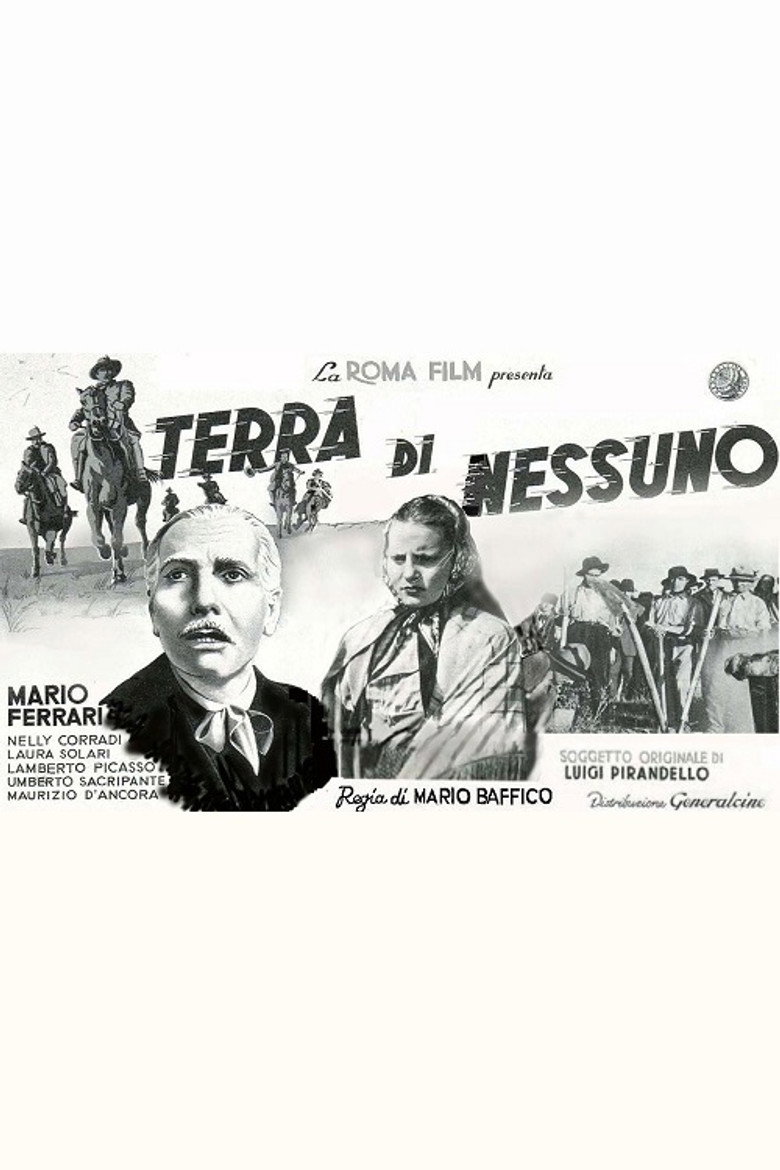 La ROMA FILM presenta
TERRA DI NESSUNO
MARIO
FERRARI
NELLY CORRADI
LAURA SOLARI
LAMBERTO PICASSO
UMBERTO SACRIPANTE
MAURIZIO D'ANCORA
Regia di MARIO BAFFICO
SOGGETTO ORIGINALE DI
LUIGI PIRANDELLO
Distribuzione Generalcine